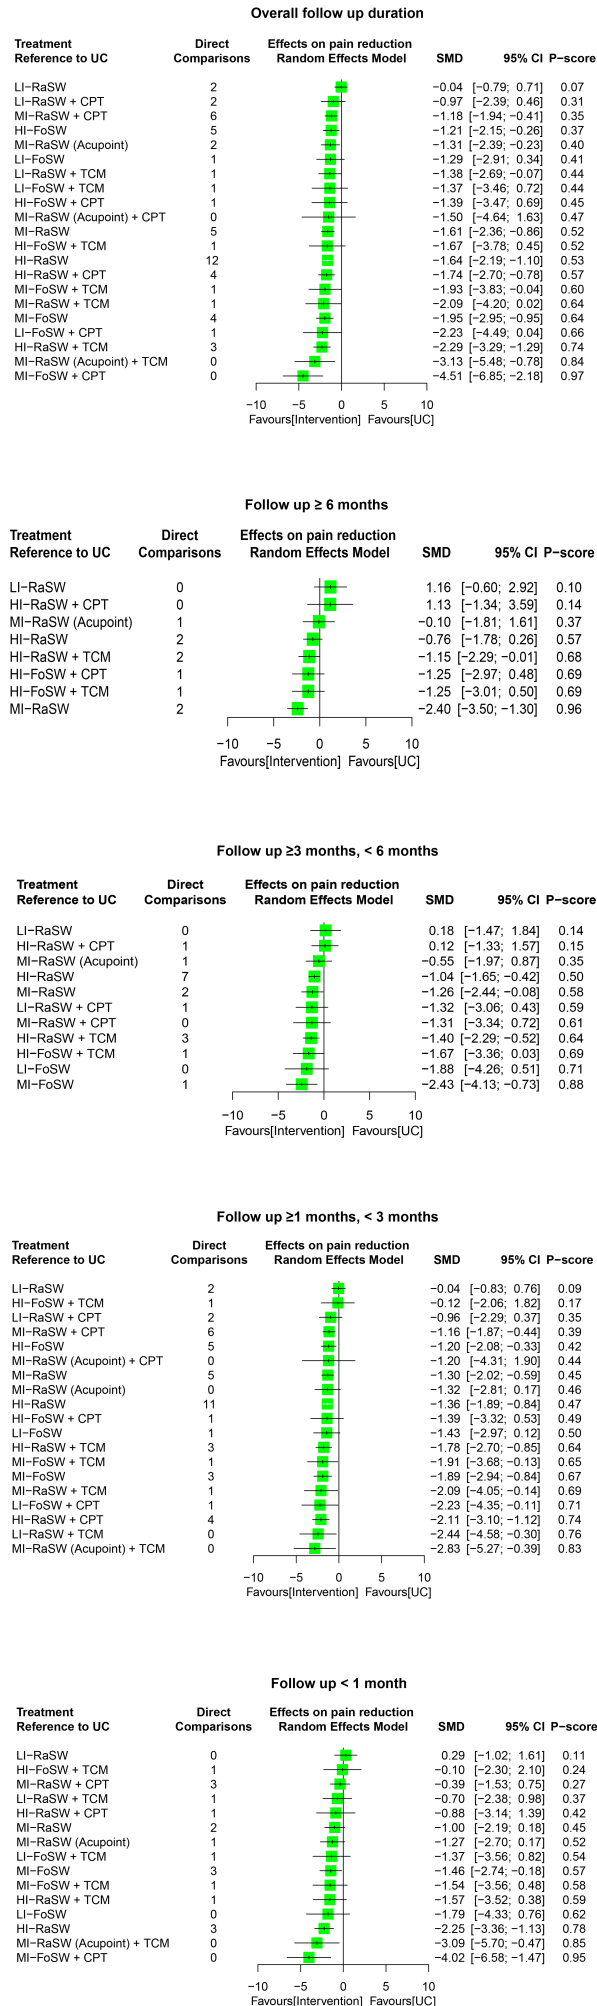 Overall follow up duration
Treatment Direct Effects on pain reduction
Reference to UC Comparisons Random Effects Model SMD 95% CI P−score
LI−RaSW 2 −0.04 [−0.79; 0.71] 0.07
LI−RaSW + CPT 2 −0.97 [−2.39; 0.46] 0.31
MI−RaSW + CPT 6 −1.18 [−1.94; −0.41] 0.35
HI−FoSW 5 −1.21 [−2.15; −0.26] 0.37
MI−RaSW (Acupoint) 2 −1.31 [−2.39; −0.23] 0.40
LI−FoSW 1 −1.29 [−2.91; 0.34] 0.41
LI−RaSW + TCM 1 −1.38 [−2.69; −0.07] 0.44
LI−FoSW + TCM 1 −1.37 [−3.46; 0.72] 0.44
HI−FoSW + CPT 1 −1.39 [−3.47; 0.69] 0.45
MI−RaSW (Acupoint) + CPT 0 −1.50 [−4.64; 1.63] 0.47
MI−RaSW 5 −1.61 [−2.36; −0.86] 0.52
HI−FoSW + TCM 1 −1.67 [−3.78; 0.45] 0.52
HI−RaSW 12 −1.64 [−2.19; −1.10] 0.53
HI−RaSW + CPT 4 −1.74 [−2.70; −0.78] 0.57
MI−FoSW + TCM 1 −1.93 [−3.83; −0.04] 0.60
MI−RaSW + TCM 1 −2.09 [−4.20; 0.02] 0.64
MI−FoSW 4 −1.95 [−2.95; −0.95] 0.64
LI−FoSW + CPT 1 −2.23 [−4.49; 0.04] 0.66
HI−RaSW + TCM 3 −2.29 [−3.29; −1.29] 0.74
MI−RaSW (Acupoint) + TCM 0 −3.13 [−5.48; −0.78] 0.84
MI−FoSW + CPT 0 −4.51 [−6.85; −2.18] 0.97
−10 −5 0 5 10
Favours[Intervention] Favours[UC]
Follow up ≥ 6 months
Treatment Direct Effects on pain reduction
Reference to UC Comparisons Random Effects Model SMD 95% CI P−score
LI−RaSW 0 1.16 [−0.60; 2.92] 0.10
HI−RaSW + CPT 0 1.13 [−1.34; 3.59] 0.14
MI−RaSW (Acupoint) 1 −0.10 [−1.81; 1.61] 0.37
HI−RaSW 2 −0.76 [−1.78; 0.26] 0.57
HI−RaSW + TCM 2 −1.15 [−2.29; −0.01] 0.68
HI−FoSW + CPT 1 −1.25 [−2.97; 0.48] 0.69
HI−FoSW + TCM 1 −1.25 [−3.01; 0.50] 0.69
MI−RaSW 2 −2.40 [−3.50; −1.30] 0.96
−10 −5 0 5 10
Favours[Intervention] Favours[UC]
Follow up ≥3 months, < 6 months
Treatment Direct Effects on pain reduction
Reference to UC Comparisons Random Effects Model SMD 95% CI P−score
LI−RaSW 0 0.18 [−1.47; 1.84] 0.14
HI−RaSW + CPT 1 0.12 [−1.33; 1.57] 0.15
MI−RaSW (Acupoint) 1 −0.55 [−1.97; 0.87] 0.35
HI−RaSW 7 −1.04 [−1.65; −0.42] 0.50
MI−RaSW 2 −1.26 [−2.44; −0.08] 0.58
LI−RaSW + CPT 1 −1.32 [−3.06; 0.43] 0.59
MI−RaSW + CPT 0 −1.31 [−3.34; 0.72] 0.61
HI−RaSW + TCM 3 −1.40 [−2.29; −0.52] 0.64
HI−FoSW + TCM 1 −1.67 [−3.36; 0.03] 0.69
LI−FoSW 0 −1.88 [−4.26; 0.51] 0.71
MI−FoSW 1 −2.43 [−4.13; −0.73] 0.88
−10 −5 0 5 10
Favours[Intervention] Favours[UC]
Follow up ≥1 months, < 3 months
Treatment Direct Effects on pain reduction
Reference to UC Comparisons Random Effects Model SMD 95% CI P−score
LI−RaSW 2 −0.04 [−0.83; 0.76] 0.09
HI−FoSW + TCM 1 −0.12 [−2.06; 1.82] 0.17
LI−RaSW + CPT 2 −0.96 [−2.29; 0.37] 0.35
MI−RaSW + CPT 6 −1.16 [−1.87; −0.44] 0.39
HI−FoSW 5 −1.20 [−2.08; −0.33] 0.42
MI−RaSW (Acupoint) + CPT 0 −1.20 [−4.31; 1.90] 0.44
MI−RaSW 5 −1.30 [−2.02; −0.59] 0.45
MI−RaSW (Acupoint) 0 −1.32 [−2.81; 0.17] 0.46
HI−RaSW 11 −1.36 [−1.89; −0.84] 0.47
HI−FoSW + CPT 1 −1.39 [−3.32; 0.53] 0.49
LI−FoSW 1 −1.43 [−2.97; 0.12] 0.50
HI−RaSW + TCM 3 −1.78 [−2.70; −0.85] 0.64
MI−FoSW + TCM 1 −1.91 [−3.68; −0.13] 0.65
MI−FoSW 3 −1.89 [−2.94; −0.84] 0.67
MI−RaSW + TCM 1 −2.09 [−4.05; −0.14] 0.69
LI−FoSW + CPT 1 −2.23 [−4.35; −0.11] 0.71
HI−RaSW + CPT 4 −2.11 [−3.10; −1.12] 0.74
LI−RaSW + TCM 0 −2.44 [−4.58; −0.30] 0.76
MI−RaSW (Acupoint) + TCM 0 −2.83 [−5.27; −0.39] 0.83
−10 −5 0 5 10
Favours[Intervention] Favours[UC]
Follow up < 1 month
Treatment Direct Effects on pain reduction
Reference to UC Comparisons Random Effects Model SMD 95% CI P−score
LI−RaSW 0 0.29 [−1.02; 1.61] 0.11
HI−FoSW + TCM 1 −0.10 [−2.30; 2.10] 0.24
MI−RaSW + CPT 3 −0.39 [−1.53; 0.75] 0.27
LI−RaSW + TCM 1 −0.70 [−2.38; 0.98] 0.37
HI−RaSW + CPT 1 −0.88 [−3.14; 1.39] 0.42
MI−RaSW 2 −1.00 [−2.19; 0.18] 0.45
MI−RaSW (Acupoint) 1 −1.27 [−2.70; 0.17] 0.52
LI−FoSW + TCM 1 −1.37 [−3.56; 0.82] 0.54
MI−FoSW 3 −1.46 [−2.74; −0.18] 0.57
MI−FoSW + TCM 1 −1.54 [−3.56; 0.48] 0.58
HI−RaSW + TCM 1 −1.57 [−3.52; 0.38] 0.59
LI−FoSW 0 −1.79 [−4.33; 0.76] 0.62
HI−RaSW 3 −2.25 [−3.36; −1.13] 0.78
MI−RaSW (Acupoint) + TCM 0 −3.09 [−5.70; −0.47] 0.85
MI−FoSW + CPT 0 −4.02 [−6.58; −1.47] 0.95
−10 −5 0 5 10
Favours[Intervention] Favours[UC]